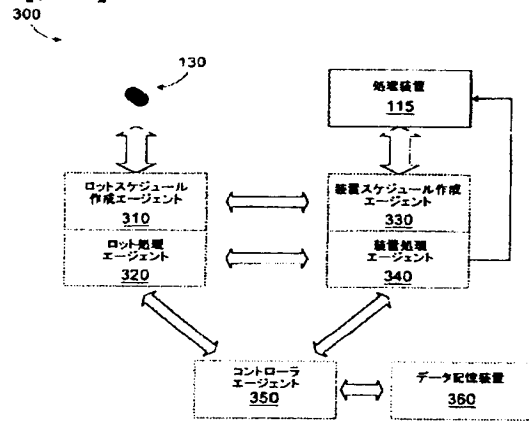 300
130
処理装置
115
ロットスケジュール
作成エージェント
310
ロット処理
エージェント
320
装置スケジュール作成
エージェント
330
装置処理
エージェント
340
コントローラ
エージェント
350
データ記憶装置
360